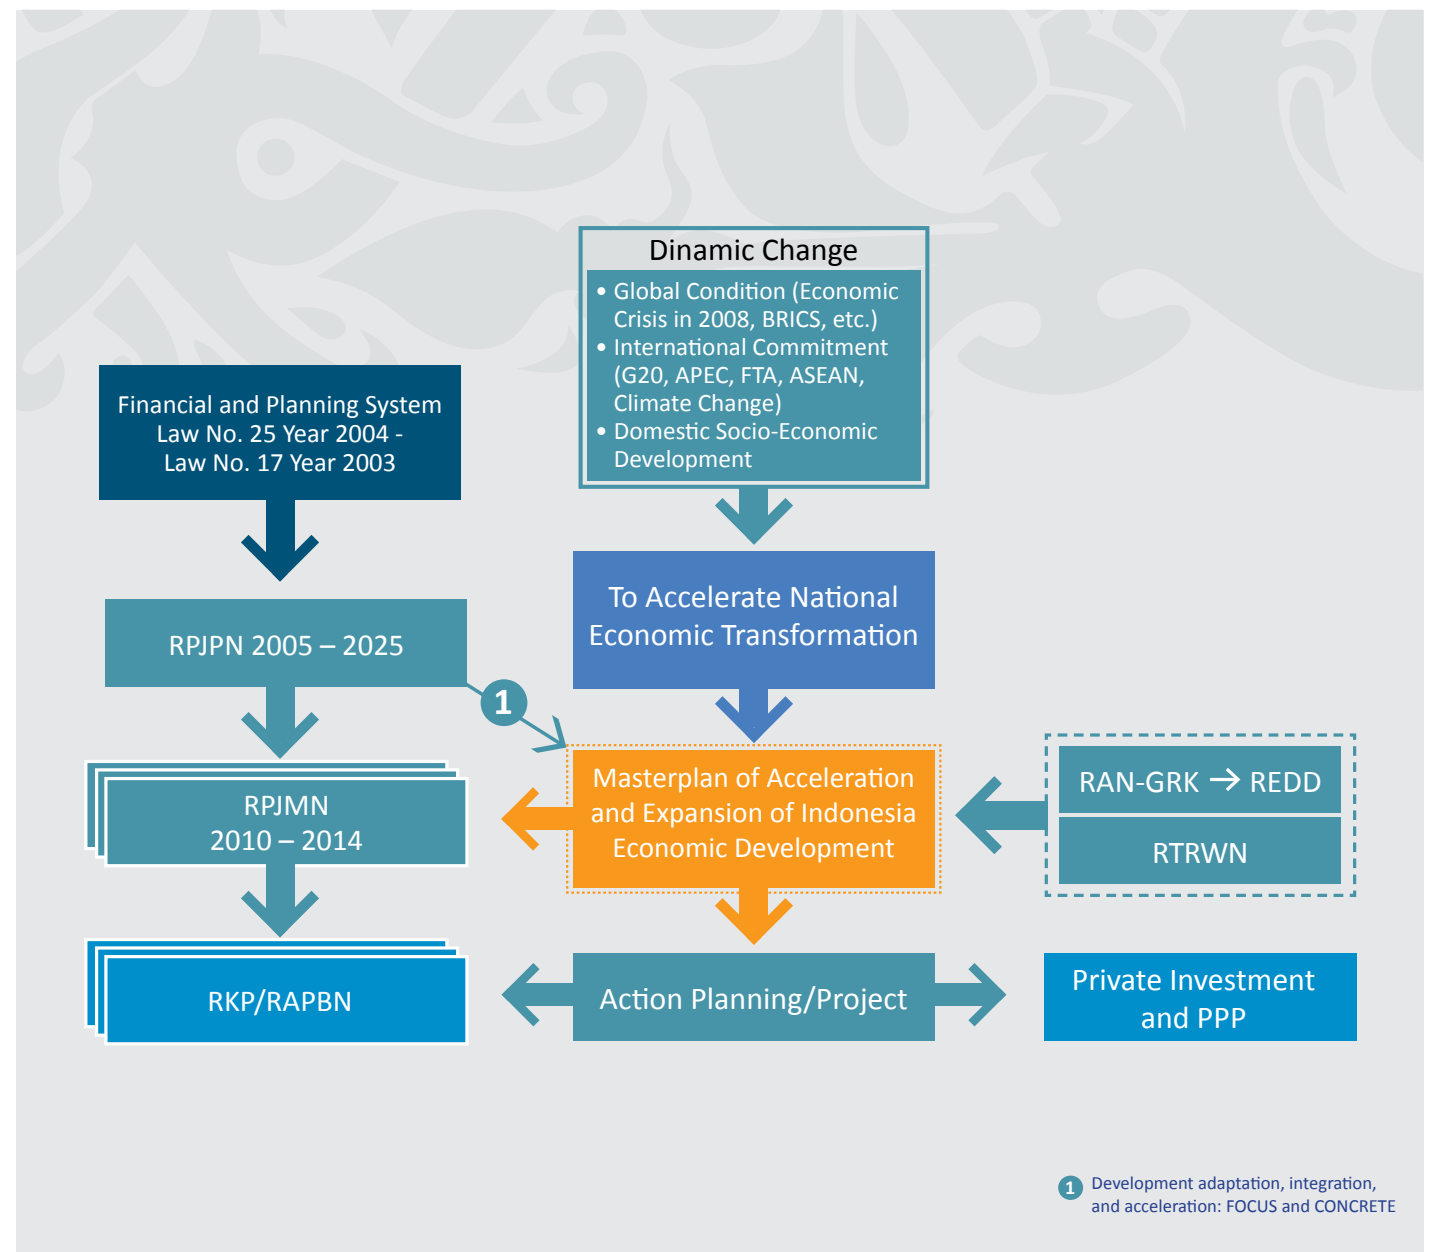 Dinamic Change
• Global Condition (Economic
Crisis in 2008, BRICS, etc.)
• International Commitment
(G20, APEC, FTA, ASEAN,
Climate Change)
• Domestic Socio-Economic
Development
Financial and Planning System
Law No. 25 Year 2004 -
Law No. 17 Year 2003
To Accelerate National
Economic Transformation
RPJPN 2005 – 2025
1
Masterplan of Acceleration
and Expansion of Indonesia
Economic Development
RAN-GRK → REDD
RTRWN
RPJMN
2010 – 2014
RKP/RAPBN
Action Planning/Project
Private Investment
and PPP
1 Development adaptation, integration,
and acceleration: FOCUS and CONCRETE